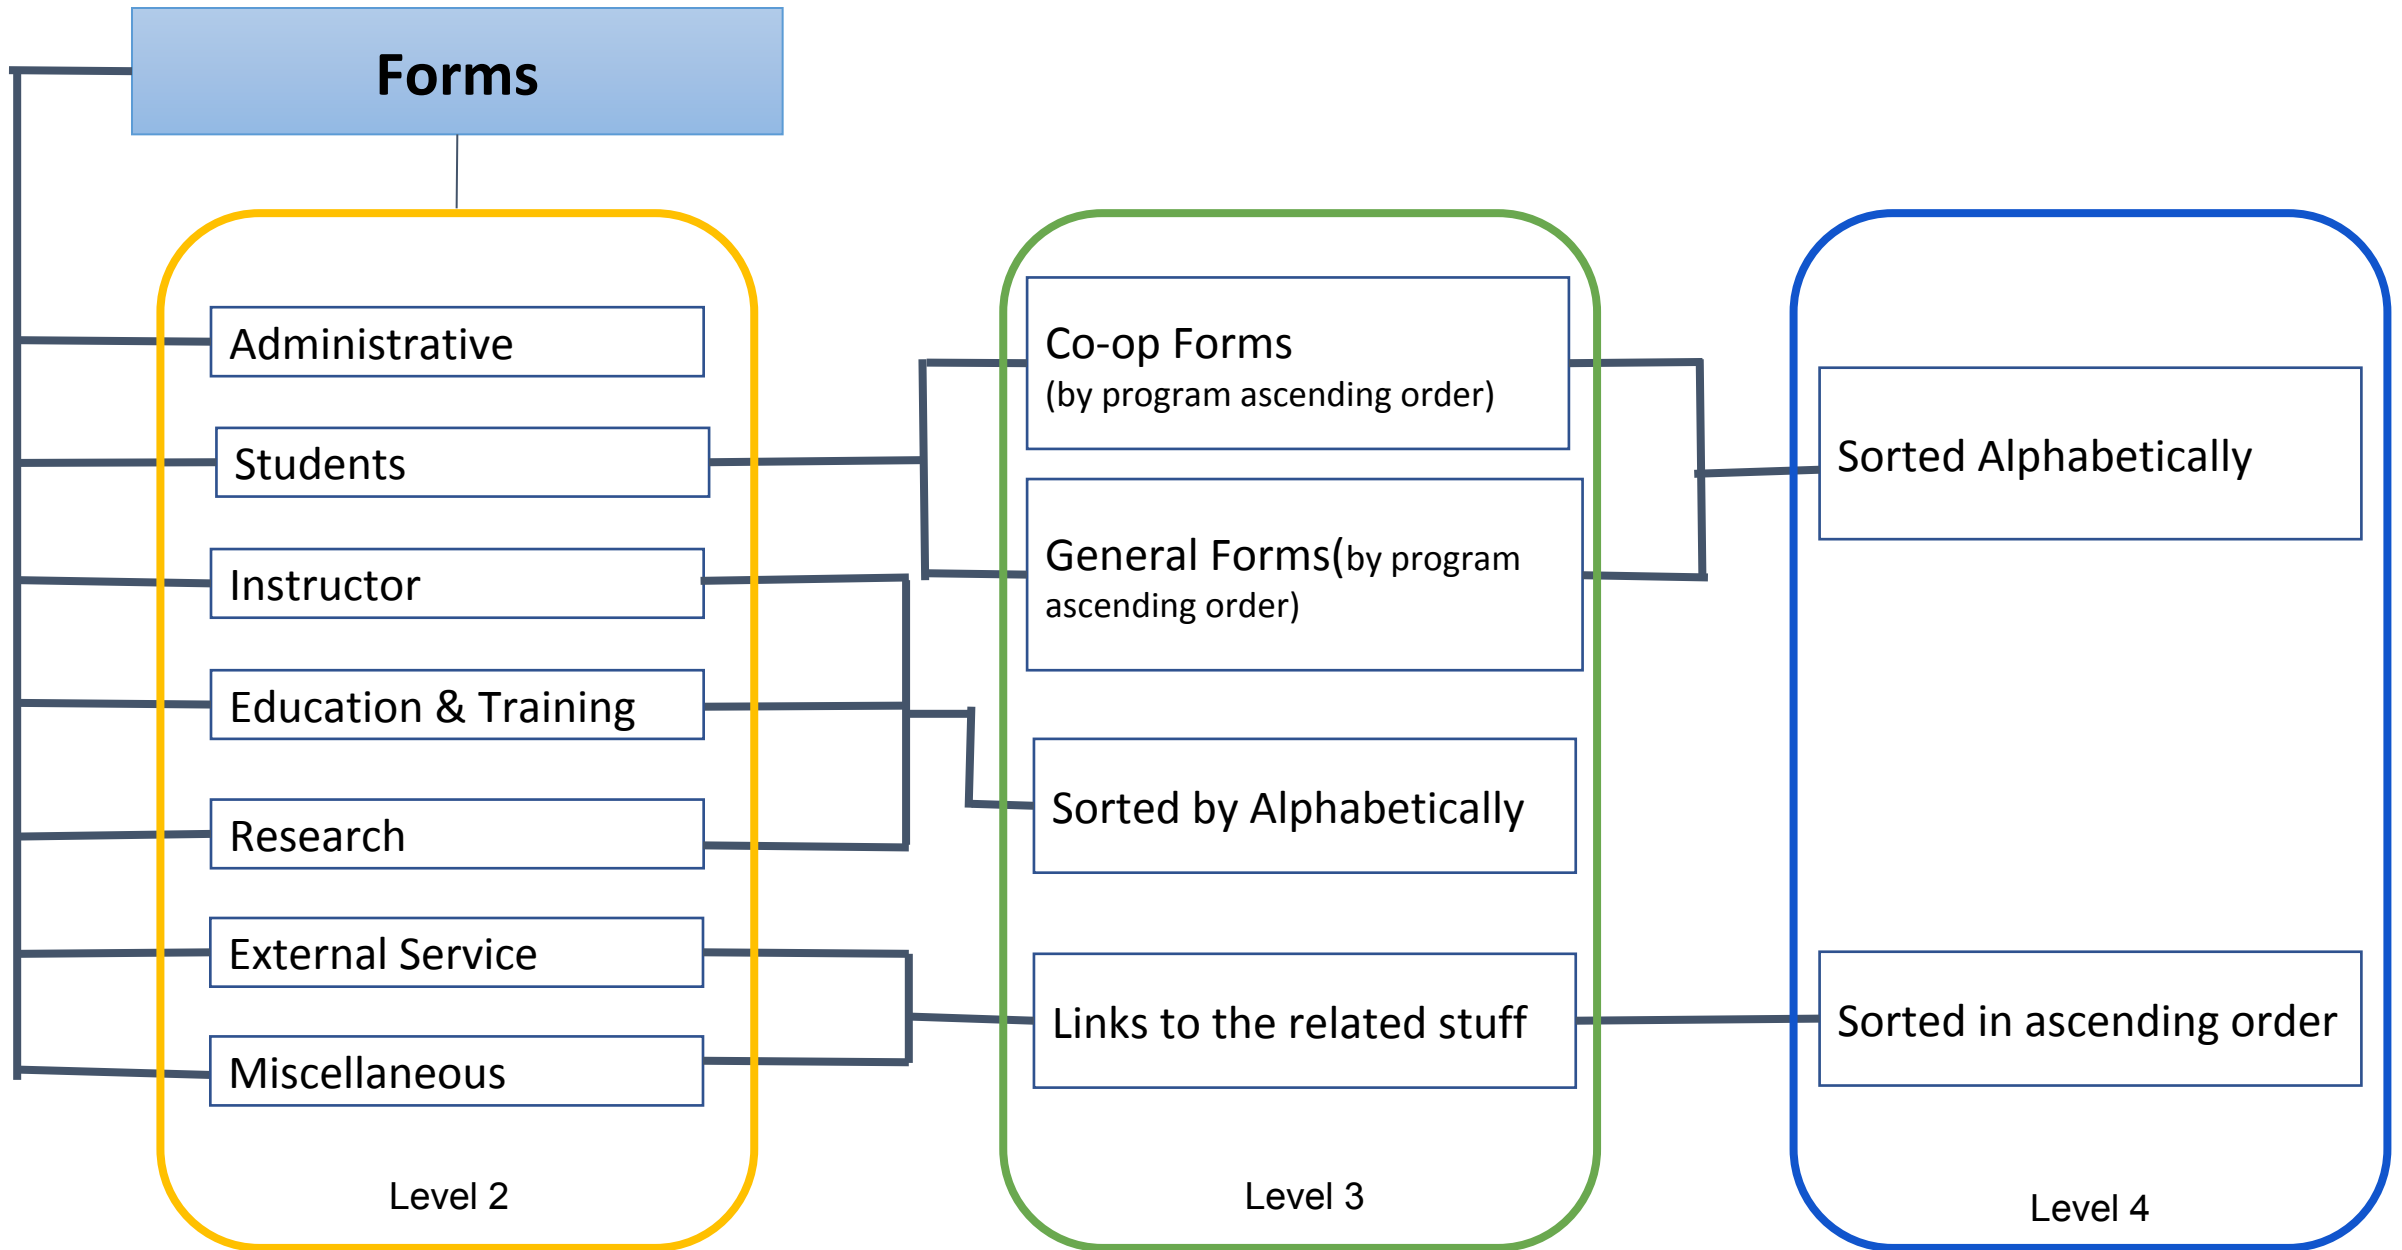 Forms
Administrative
Students
Instructor
Education & Training
Research
External Service
Miscellaneous
Level 2
Co-op Forms
(by program ascending order)
General Forms(by program
ascending order)
Sorted by Alphabetically
Links to the related stuff
Level 3
Sorted Alphabetically
Sorted in ascending order
Level 4